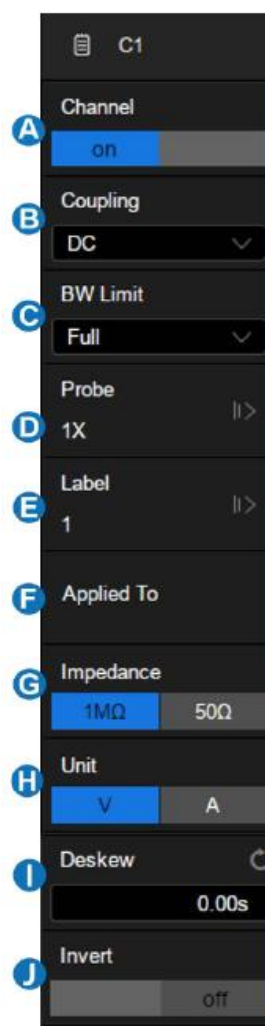 C1
A
Channel
on
B
Coupling
DC
C
BW Limit
Full
D
Probe
1X
E
Label
1
F
Applied To
G
Impedance
1MΩ 50Ω
H
Unit
V A
I
Deskew
0.00s
J
Invert
off